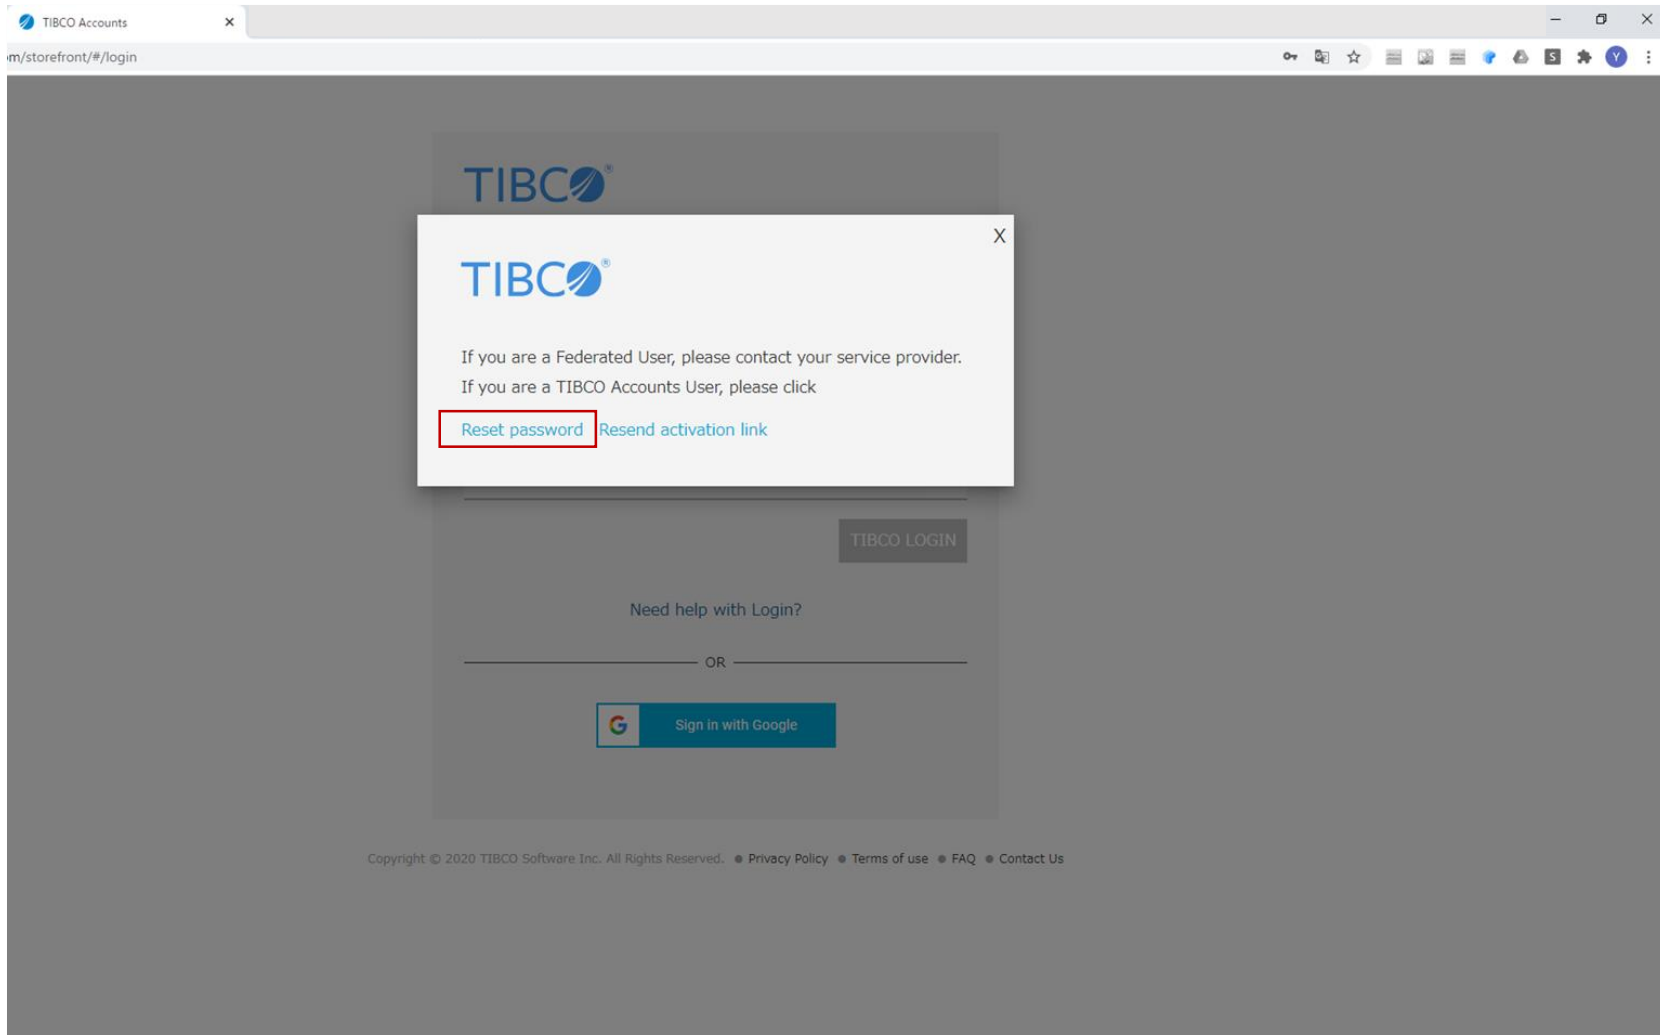 TIBCO Accounts
om/storefront/#/login
S
Y
TIBCO®
X
TIBCO®
If you are a Federated User, please contact your service provider.
If you are a TIBCO Accounts User, please click
Reset password Resend activation link
TIBCO LOGIN
Need help with Login?
OR
G Sign in with Google
Copyright © 2020 TIBCO Software Inc. All Rights Reserved. ● Privacy Policy ● Terms of use ● FAQ ● Contact Us